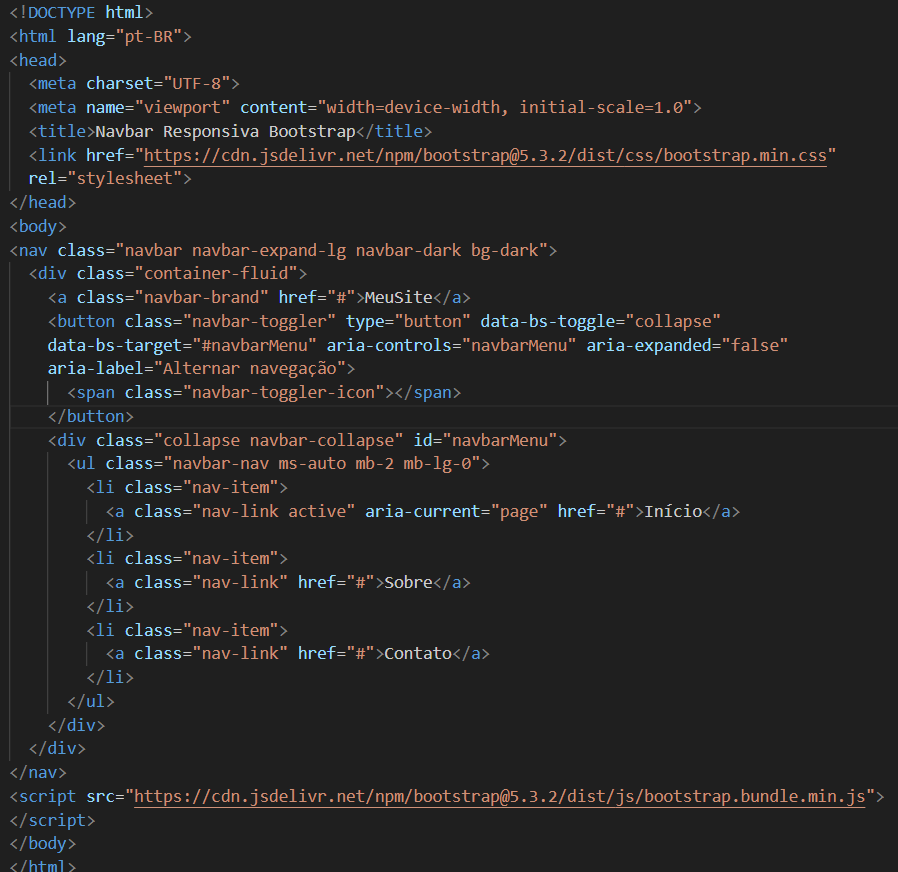 <!DOCTYPE html>
<html lang="pt-BR">
<head>
  <meta charset="UTF-8">
  <meta name="viewport" content="width=device-width, initial-scale=1.0">
  <title>Navbar Responsiva Bootstrap</title>
  <link href="https://cdn.jsdelivr.net/npm/bootstrap@5.3.2/dist/css/bootstrap.min.css"
  rel="stylesheet">
</head>
<body>
<nav class="navbar navbar-expand-lg navbar-dark bg-dark">
  <div class="container-fluid">
    <a class="navbar-brand" href="#">MeuSite</a>
    <button class="navbar-toggler" type="button" data-bs-toggle="collapse"
    data-bs-target="#navbarMenu" aria-controls="navbarMenu" aria-expanded="false"
    aria-label="Alternar navegação">
      <span class="navbar-toggler-icon"></span>
    </button>
    <div class="collapse navbar-collapse" id="navbarMenu">
      <ul class="navbar-nav ms-auto mb-2 mb-lg-0">
        <li class="nav-item">
          <a class="nav-link active" aria-current="page" href="#">Início</a>
        </li>
        <li class="nav-item">
          <a class="nav-link" href="#">Sobre</a>
        </li>
        <li class="nav-item">
          <a class="nav-link" href="#">Contato</a>
        </li>
      </ul>
    </div>
  </div>
</nav>
<script src="https://cdn.jsdelivr.net/npm/bootstrap@5.3.2/dist/js/bootstrap.bundle.min.js">
</script>
</body>
</html>